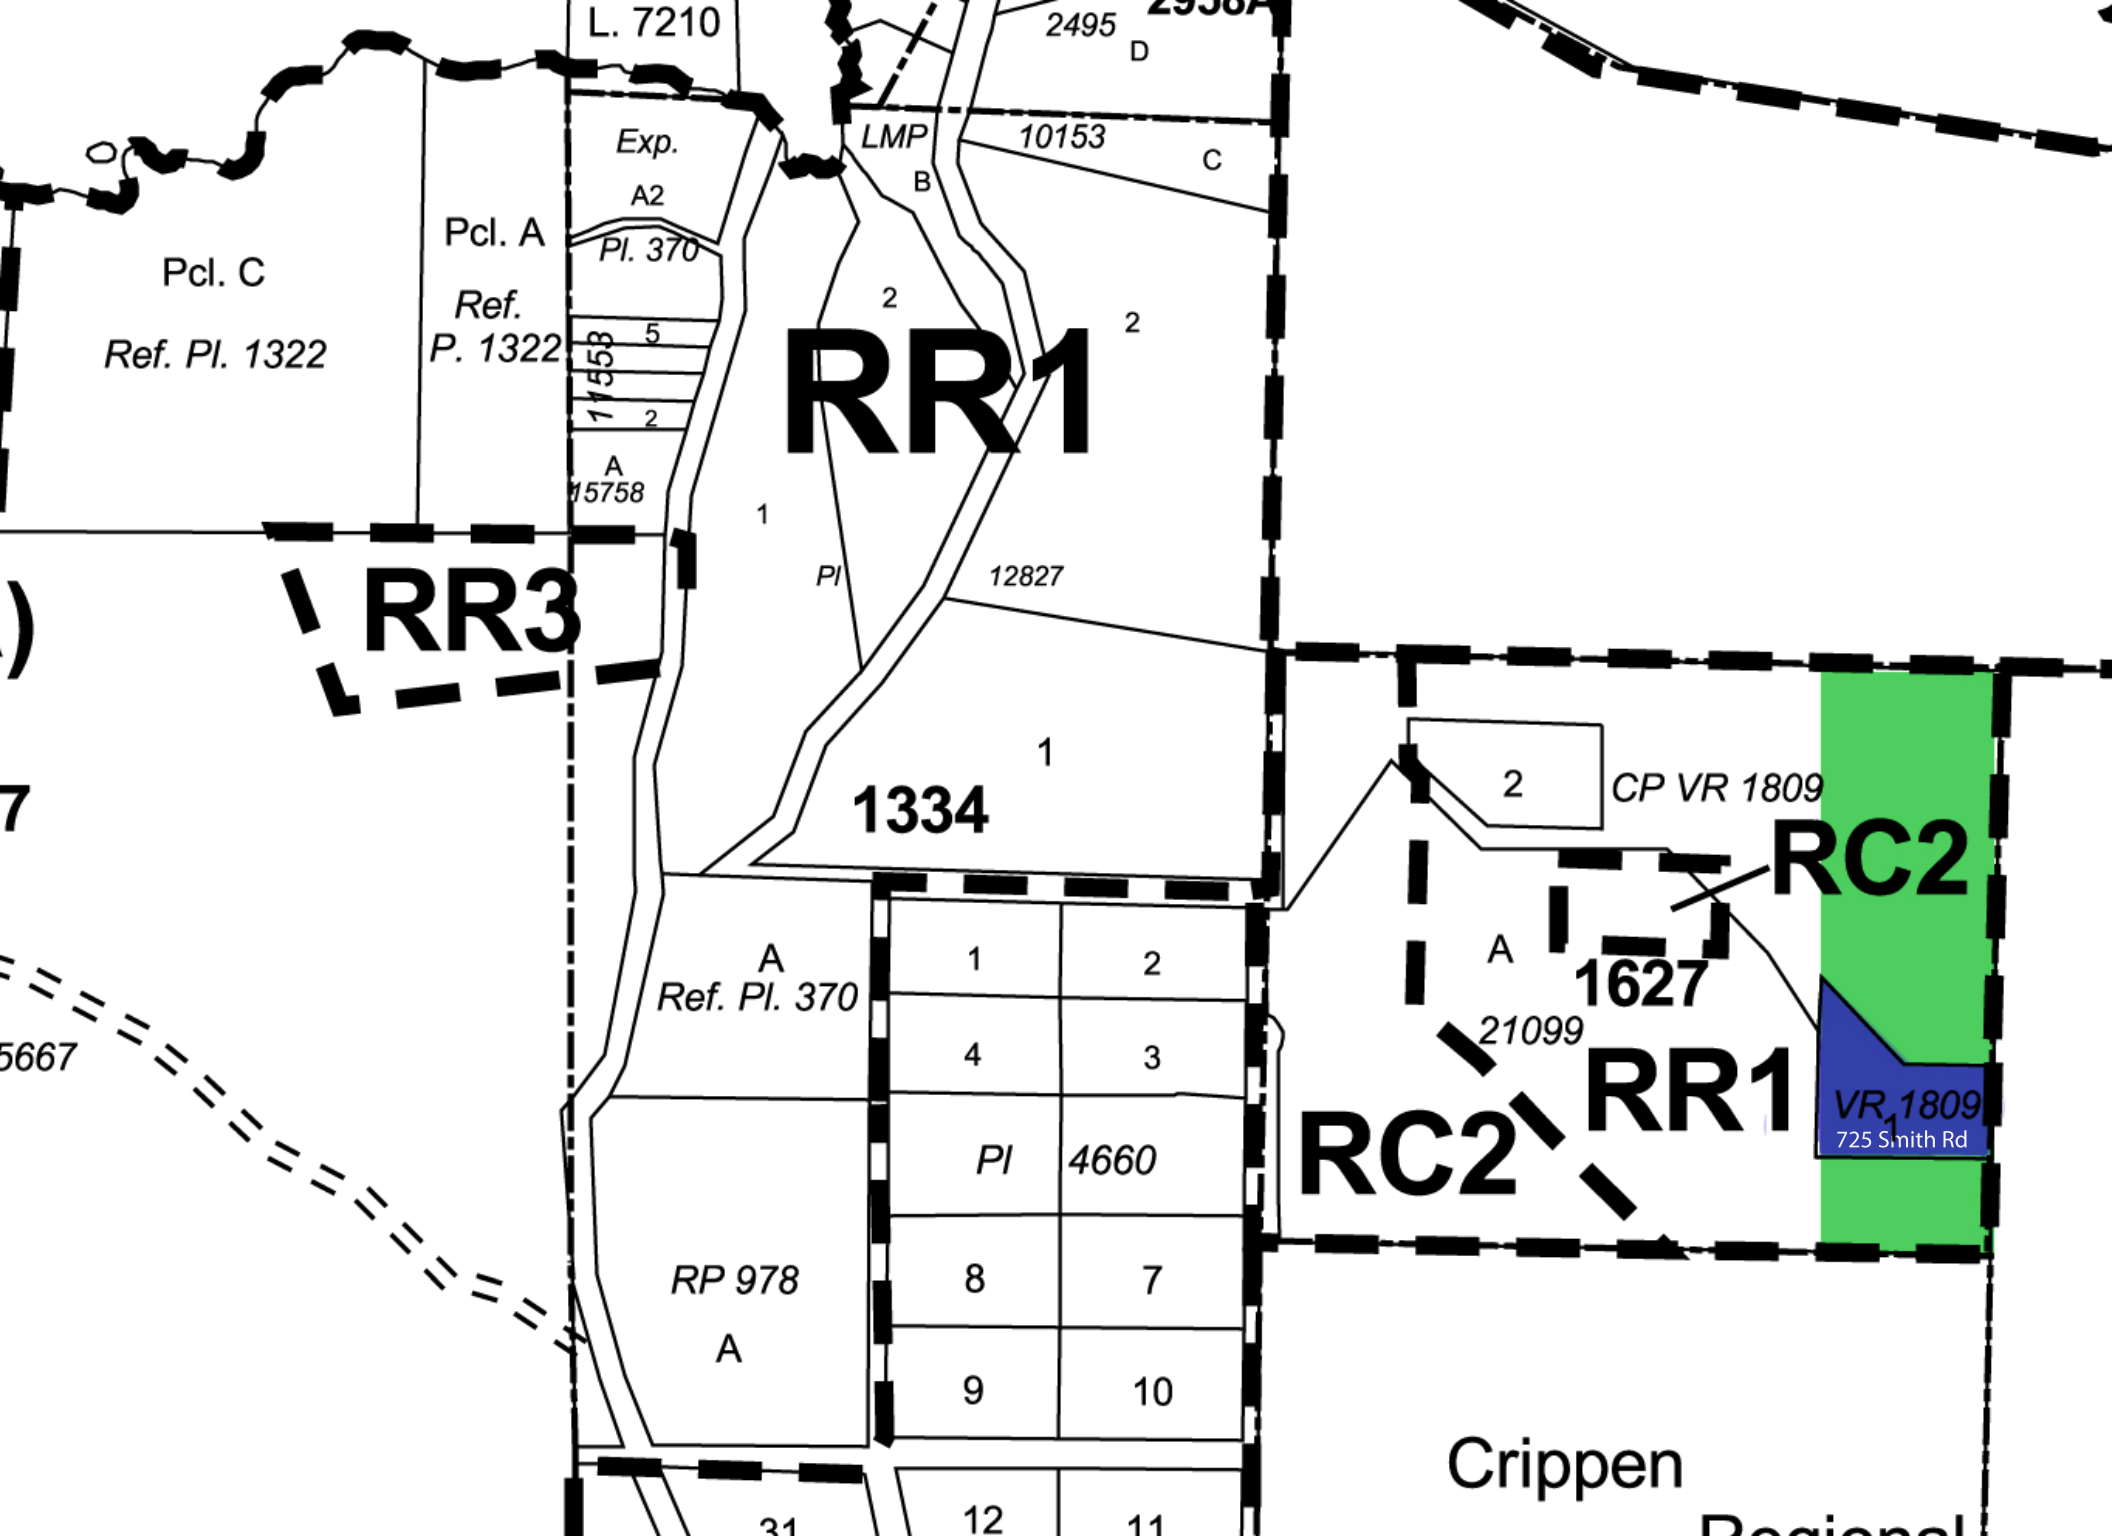 L. 7210
2495
D
LMP
10153
C
B
Exp.
A2
Pl. 370
Pcl. A
Ref.
P. 1322
Pcl. C
Ref. Pl. 1322
5
11553
2
A
15758
2
2
RR1
1
Pl
12827
RR3
)
7
1
1334
2
CP VR 1809
RC2
A
1627
21099
RR1
RC2
VR 1809
1
725 Smith Rd
A
Ref. Pl. 370
1
2
4
3
Pl
4660
8
7
9
10
5667
RP 978
A
31
12
11
Crippen
Regional